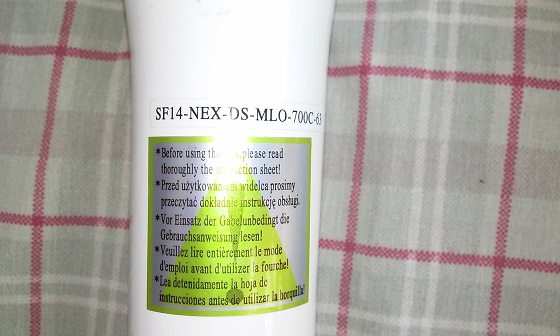 SF14-NEX-DS-MLO-700C-63
*Before using the please read
thoroughly the instruction sheet!
*Przed użytkowaniem widelca prosimy
przeczytać dokładnie instrukcję obsługi.
*Vor Einsatz der Gabel unbedingt die
Gebrauchsanweisung lesen!
*Veuillez lire entièrement le mode
d'emploi avant d'utilizer la fourche!
*Lea detenidamente la hoja de
instrucciones antes de utilizar la horquilla!